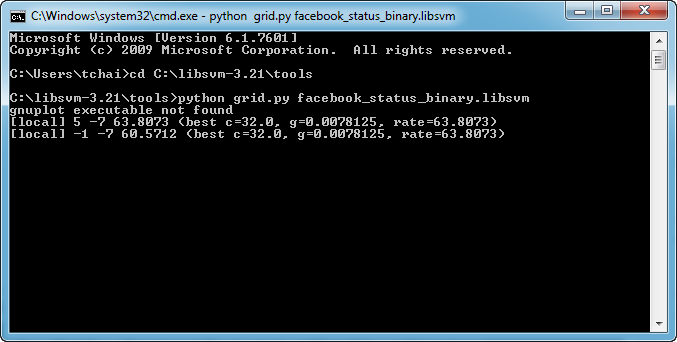 C:\Windows\system32\cmd.exe - python  grid.py facebook_status_binary.libsvm
Microsoft Windows [Version 6.1.7601]
Copyright (c) 2009 Microsoft Corporation.  All rights reserved.
C:\Users\tchai>cd C:\libsvm-3.21\tools
C:\libsvm-3.21\tools>python grid.py facebook_status_binary.libsvm
gnuplot executable not found
[local] 5 -7 63.8073 (best c=32.0, g=0.0078125, rate=63.8073)
[local] -1 -7 60.5712 (best c=32.0, g=0.0078125, rate=63.8073)